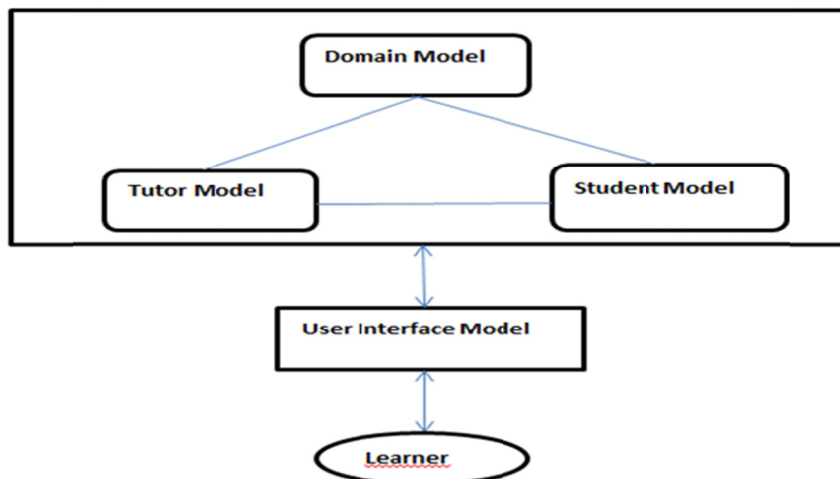 Domain Model
Tutor Model
Student Model
User Interface Model
Learner